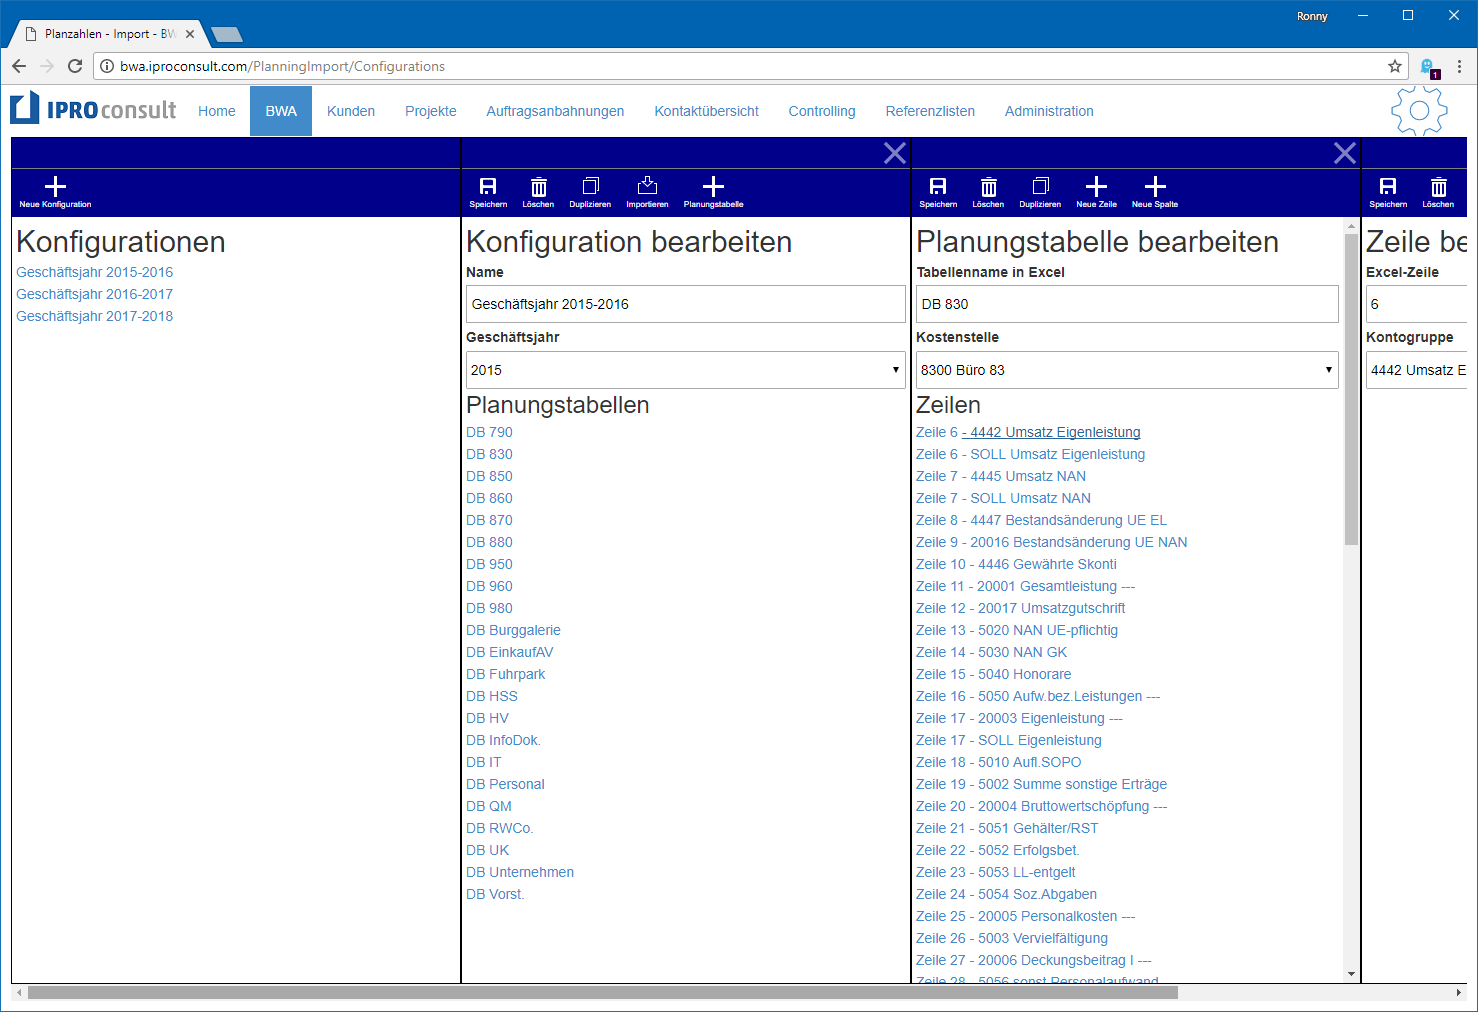 Ronny
Planzahlen - Import - BW
bwa.iproconsult.com/PlanningImport/Configurations
1
IPROconsult
Home
BWA
Kunden
Projekte
Auftragsanbahnungen
Kontaktübersicht
Controlling
Referenzlisten
Administration
Neue Konfiguration
Konfigurationen
Geschäftsjahr 2015-2016
Geschäftsjahr 2016-2017
Geschäftsjahr 2017-2018
Speichern
Löschen
Duplizieren
Importieren
Planungstabelle
Konfiguration bearbeiten
Name
Geschäftsjahr 2015-2016
Geschäftsjahr
2015
Planungstabellen
DB 790
DB 830
DB 850
DB 860
DB 870
DB 880
DB 950
DB 960
DB 980
DB Burggalerie
DB EinkaufAV
DB Fuhrpark
DB HSS
DB HV
DB InfoDok.
DB IT
DB Personal
DB QM
DB RWCo.
DB UK
DB Unternehmen
DB Vorst.
Speichern
Löschen
Duplizieren
Neue Zeile
Neue Spalte
Planungstabelle bearbeiten
Tabellenname in Excel
DB 830
Kostenstelle
8300 Büro 83
Zeilen
Zeile 6 - 4442 Umsatz Eigenleistung
Zeile 6 - SOLL Umsatz Eigenleistung
Zeile 7 - 4445 Umsatz NAN
Zeile 7 - SOLL Umsatz NAN
Zeile 8 - 4447 Bestandsänderung UE EL
Zeile 9 - 20016 Bestandsänderung UE NAN
Zeile 10 - 4446 Gewährte Skonti
Zeile 11 - 20001 Gesamtleistung ---
Zeile 12 - 20017 Umsatzgutschrift
Zeile 13 - 5020 NAN UE-pflichtig
Zeile 14 - 5030 NAN GK
Zeile 15 - 5040 Honorare
Zeile 16 - 5050 Aufw.bez.Leistungen ---
Zeile 17 - 20003 Eigenleistung ---
Zeile 17 - SOLL Eigenleistung
Zeile 18 - 5010 Aufl.SOPO
Zeile 19 - 5002 Summe sonstige Erträge
Zeile 20 - 20004 Bruttowertschöpfung ---
Zeile 21 - 5051 Gehälter/RST
Zeile 22 - 5052 Erfolgsbet.
Zeile 23 - 5053 LL-entgelt
Zeile 24 - 5054 Soz.Abgaben
Zeile 25 - 20005 Personalkosten ---
Zeile 26 - 5003 Vervielfältigung
Zeile 27 - 20006 Deckungsbeitrag I ---
Zeile 28 - 5056 sonst.Personalaufwand
Speichern
Löschen
Zeile be
Excel-Zeile
6
Kontogruppe
4442 Umsatz E